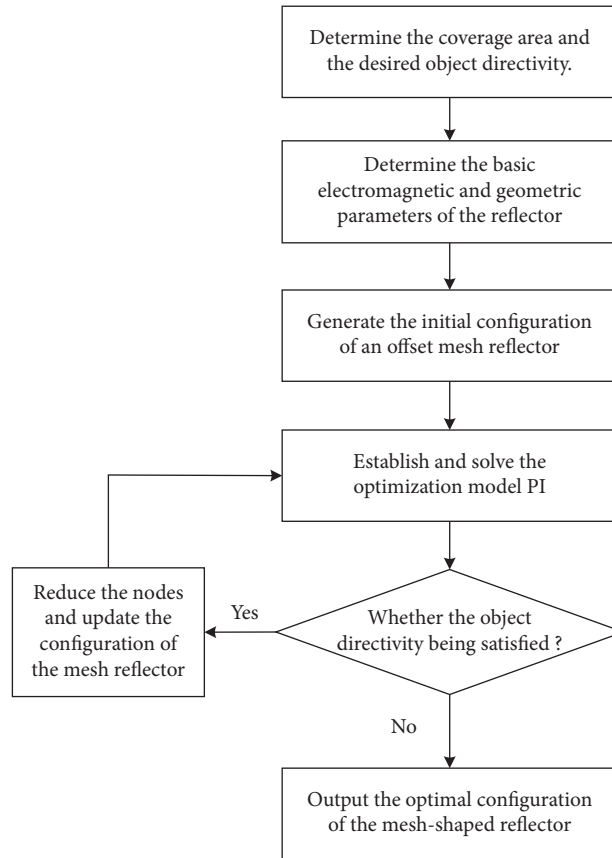 Determine the coverage area and
the desired object directivity.
Determine the basic
electromagnetic and geometric
parameters of the reflector
Generate the initial configuration
of an offset mesh reflector
Establish and solve the
optimization model PI
Whether the object
directivity being satisfied ?
Yes
Reduce the nodes
and update the
configuration of
the mesh reflector
No
Output the optimal configuration
of the mesh-shaped reflector